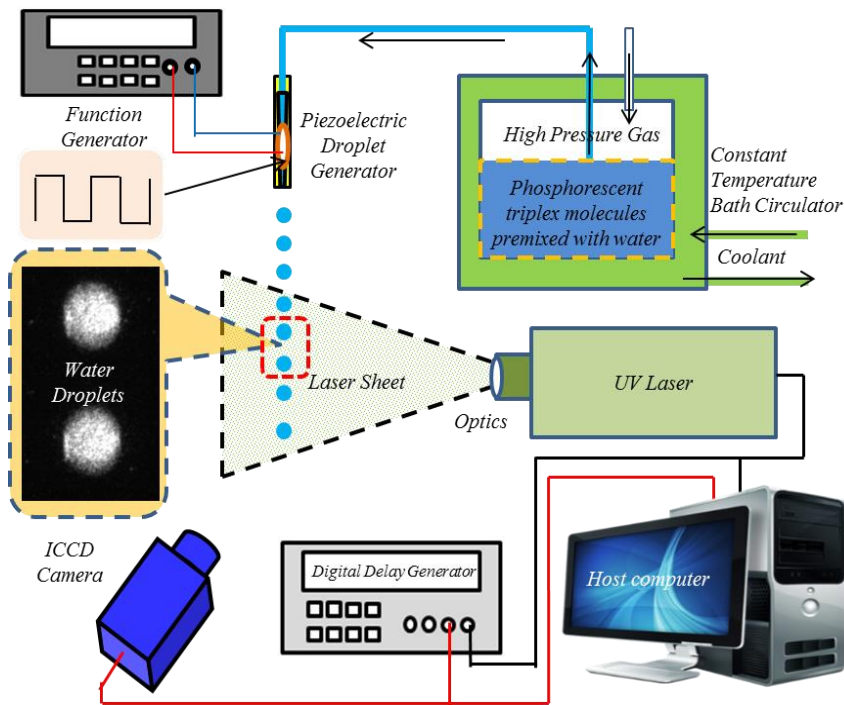 Function
Generator
Piezoelectric
Droplet
Generator
High Pressure Gas
Phosphorescent
triplex molecules
premixed with water
Constant
Temperature
Bath Circulator
Coolant
Water
Droplets
Laser Sheet
Optics
UV Laser
ICCD
Camera
Digital Delay Generator
Host computer